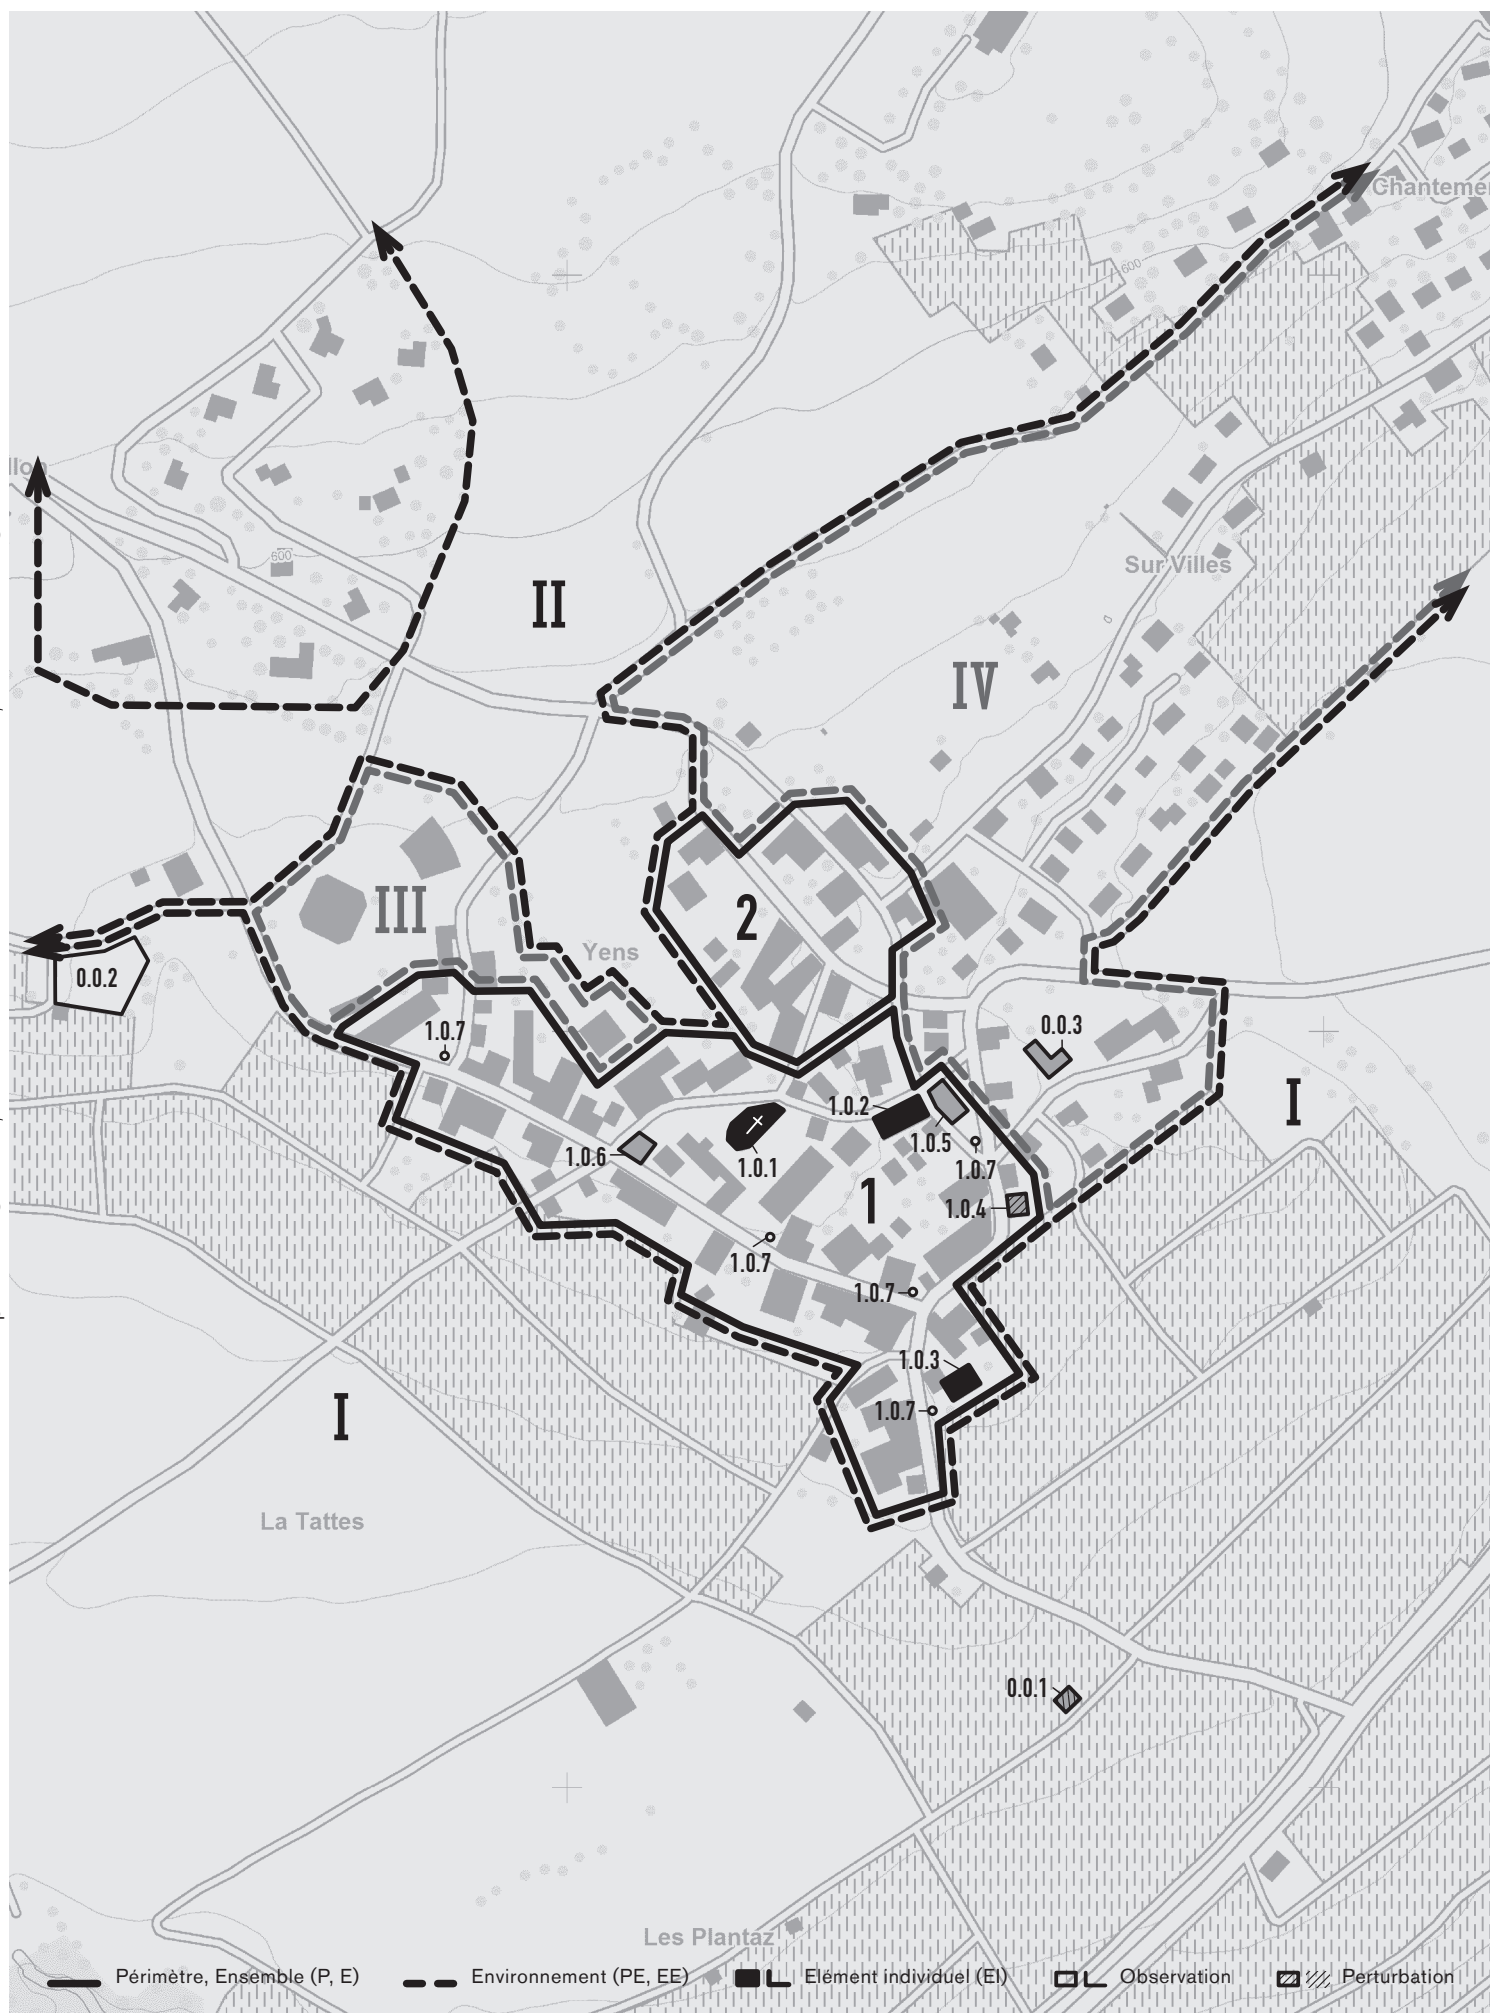 Chantemer
llon
600
600
Sur Villes
II
IV
III
2
Yens
0.0.2
1.0.7
0.0.3
1.0.2
1.0.5
I
1.0.6
1.0.1
1.0.7
1
1.0.4
1.0.7
1.0.7
1.0.3
1.0.7
I
La Tattes
0.0.1
Les Plantaz
Périmètre, Ensemble (P, E) Environnement (PE, EE) Elément individuel (EI) Observation Perturbation